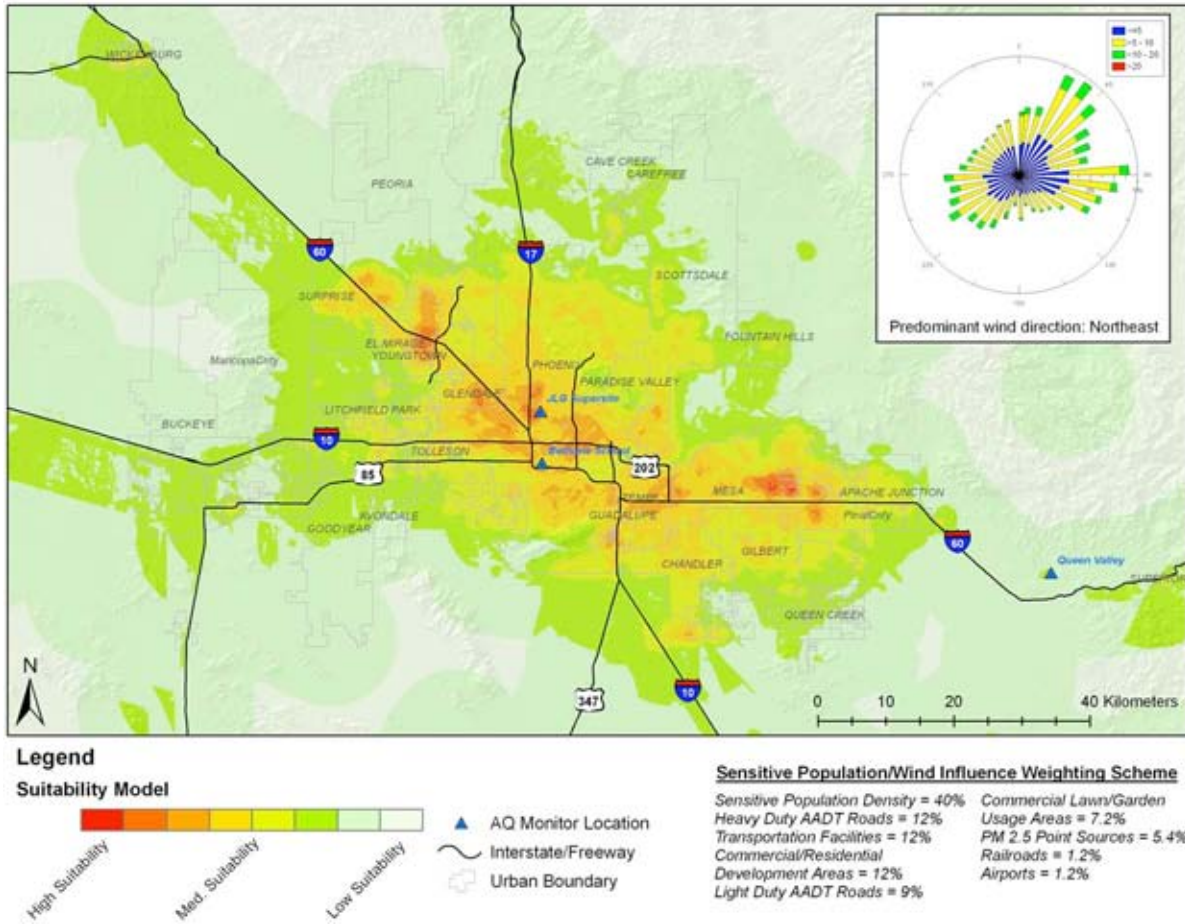 WICKENBURG
CAVE CREEK
CAREFREE
PEORIA
60
17
SCOTTSDALE
SURPRISE
FOUNTAIN HILLS
EL MIRAGE
YOUNGTOWN
PHOENIX
MaricopaCnty
PARADISE VALLEY
GLENDALE
JLG Supersite
LITCHFIELD PARK
BUCKEYE
10
TOLLESON
85
202
TEMPE
MESA
APACHE JUNCTION
AVONDALE
GOODYEAR
GUADALUPE
PinalCnty
60
CHANDLER
GILBERT
Queen Valley
SUPERIOR
QUEEN CREEK
347
10
N
0 10 20 40 Kilometers
Predominant wind direction: Northeast
Legend
Suitability Model
High Suitability
Med. Suitability
Low Suitability
AQ Monitor Location
Interstate/Freeway
Urban Boundary
Sensitive Population/Wind Influence Weighting Scheme
Sensitive Population Density = 40%
Heavy Duty AADT Roads = 12%
Transportation Facilities = 12%
Commercial/Residential
Development Areas = 12%
Light Duty AADT Roads = 9%
Commercial Lawn/Garden
Usage Areas = 7.2%
PM 2.5 Point Sources = 5.4%
Railroads = 1.2%
Airports = 1.2%